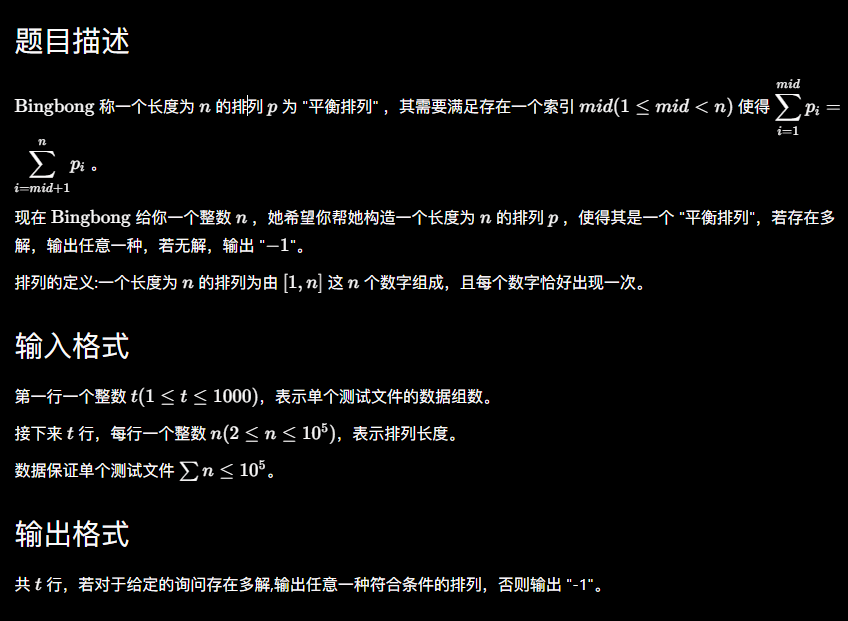 题目描述
Bingbong 称一个长度为 n 的排列 p 为 "平衡排列" ，其需要满足存在一个索引 mid(1 ≤ mid < n) 使得 \sum_{i=1}^{mid} p_i =
\sum_{i=mid+1}^{n} p_i 。
现在 Bingbong 给你一个整数 n ，她希望你帮她构造一个长度为 n 的排列 p ，使得其是一个 "平衡排列"，若存在多
解，输出任意一种，若无解，输出 "−1"。
排列的定义:一个长度为 n 的排列为由 [1, n] 这 n 个数字组成，且每个数字恰好出现一次。
输入格式
第一行一个整数 t(1 ≤ t ≤ 1000)，表示单个测试文件的数据组数。
接下来 t 行，每行一个整数 n(2 ≤ n ≤ 10^5)，表示排列长度。
数据保证单个测试文件 ∑ n ≤ 10^5。
输出格式
共 t 行，若对于给定的询问存在多解,输出任意一种符合条件的排列，否则输出 "-1"。